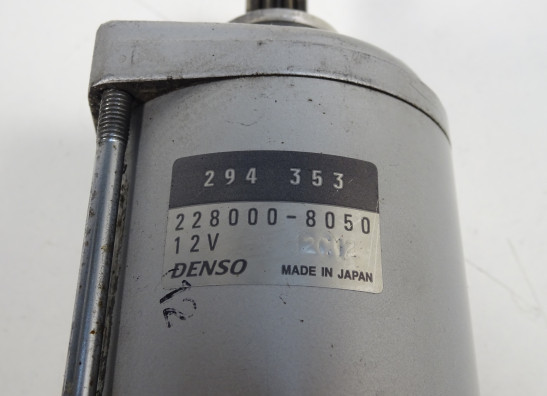 294 353
228000-8050
12V
DENSO MADE IN JAPAN